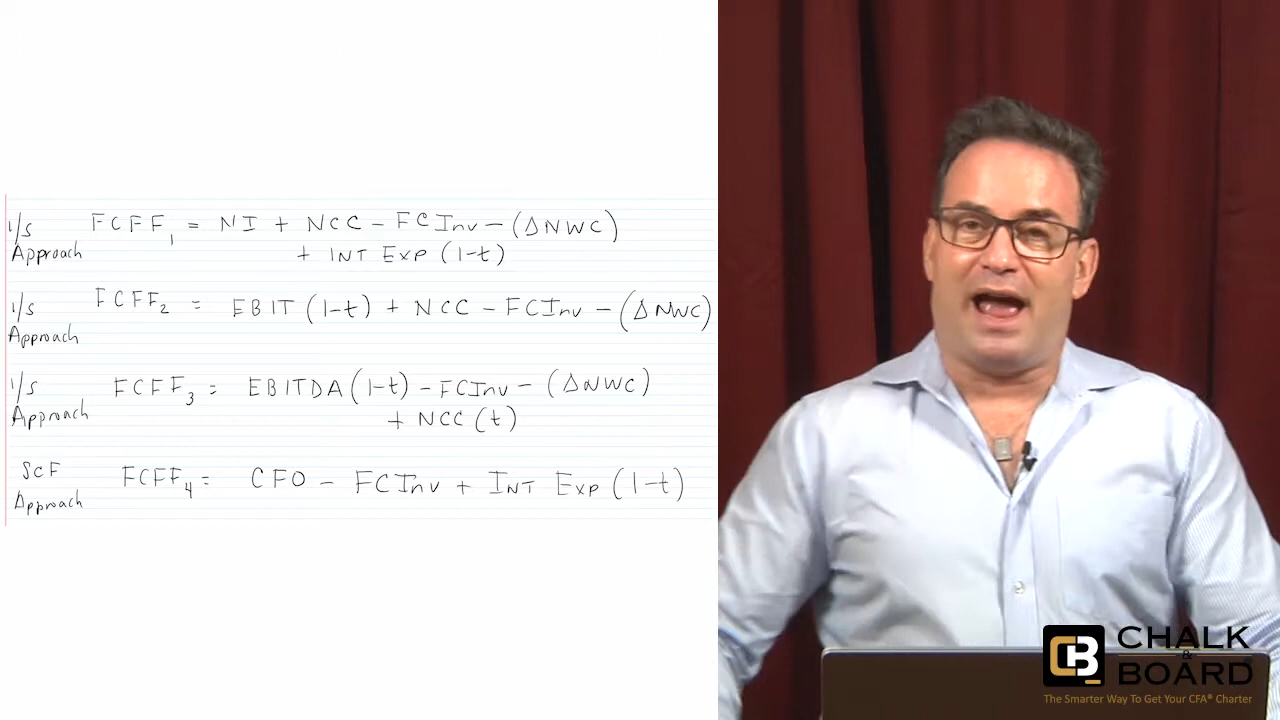 I/S Approach FCFF₁ = NI + NCC - FCInv - (ΔNWC)
+ INT Exp (1-t)
I/S Approach FCFF₂ = EBIT (1-t) + NCC - FCInv - (ΔNWC)
I/S Approach FCFF₃ = EBITDA (1-t) - FCInv - (ΔNWC)
+ NCC (t)
SCF Approach FCFF₄ = CFO - FCInv + INT Exp (1-t)
CB
CHALK
&
BOARD
The Smarter Way To Get Your CFA® Charter